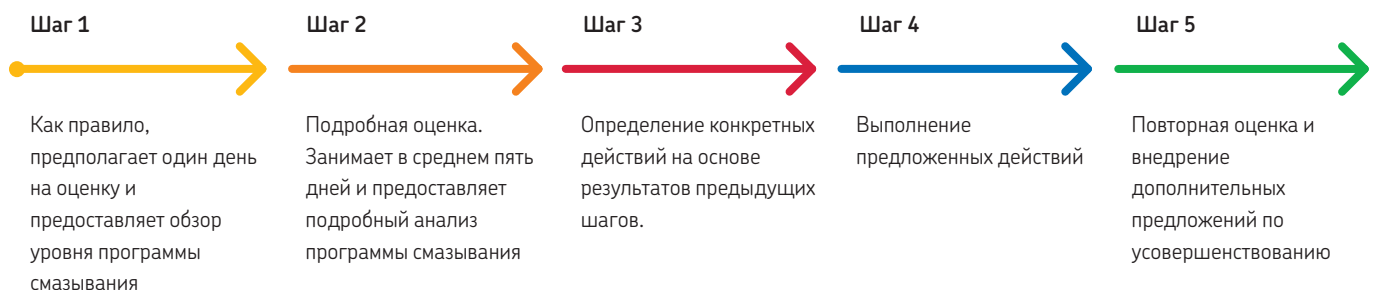 Шаг 1
Как правило,
предполагает один день
на оценку и
предоставляет обзор
уровня программы
смазывания
Шаг 2
Подробная оценка.
Занимает в среднем пять
дней и предоставляет
подробный анализ
программы смазывания
Шаг 3
Определение конкретных
действий на основе
результатов предыдущих
шагов.
Шаг 4
Выполнение
предложенных действий
Шаг 5
Повторная оценка и
внедрение
дополнительных
предложений по
усовершенствованию